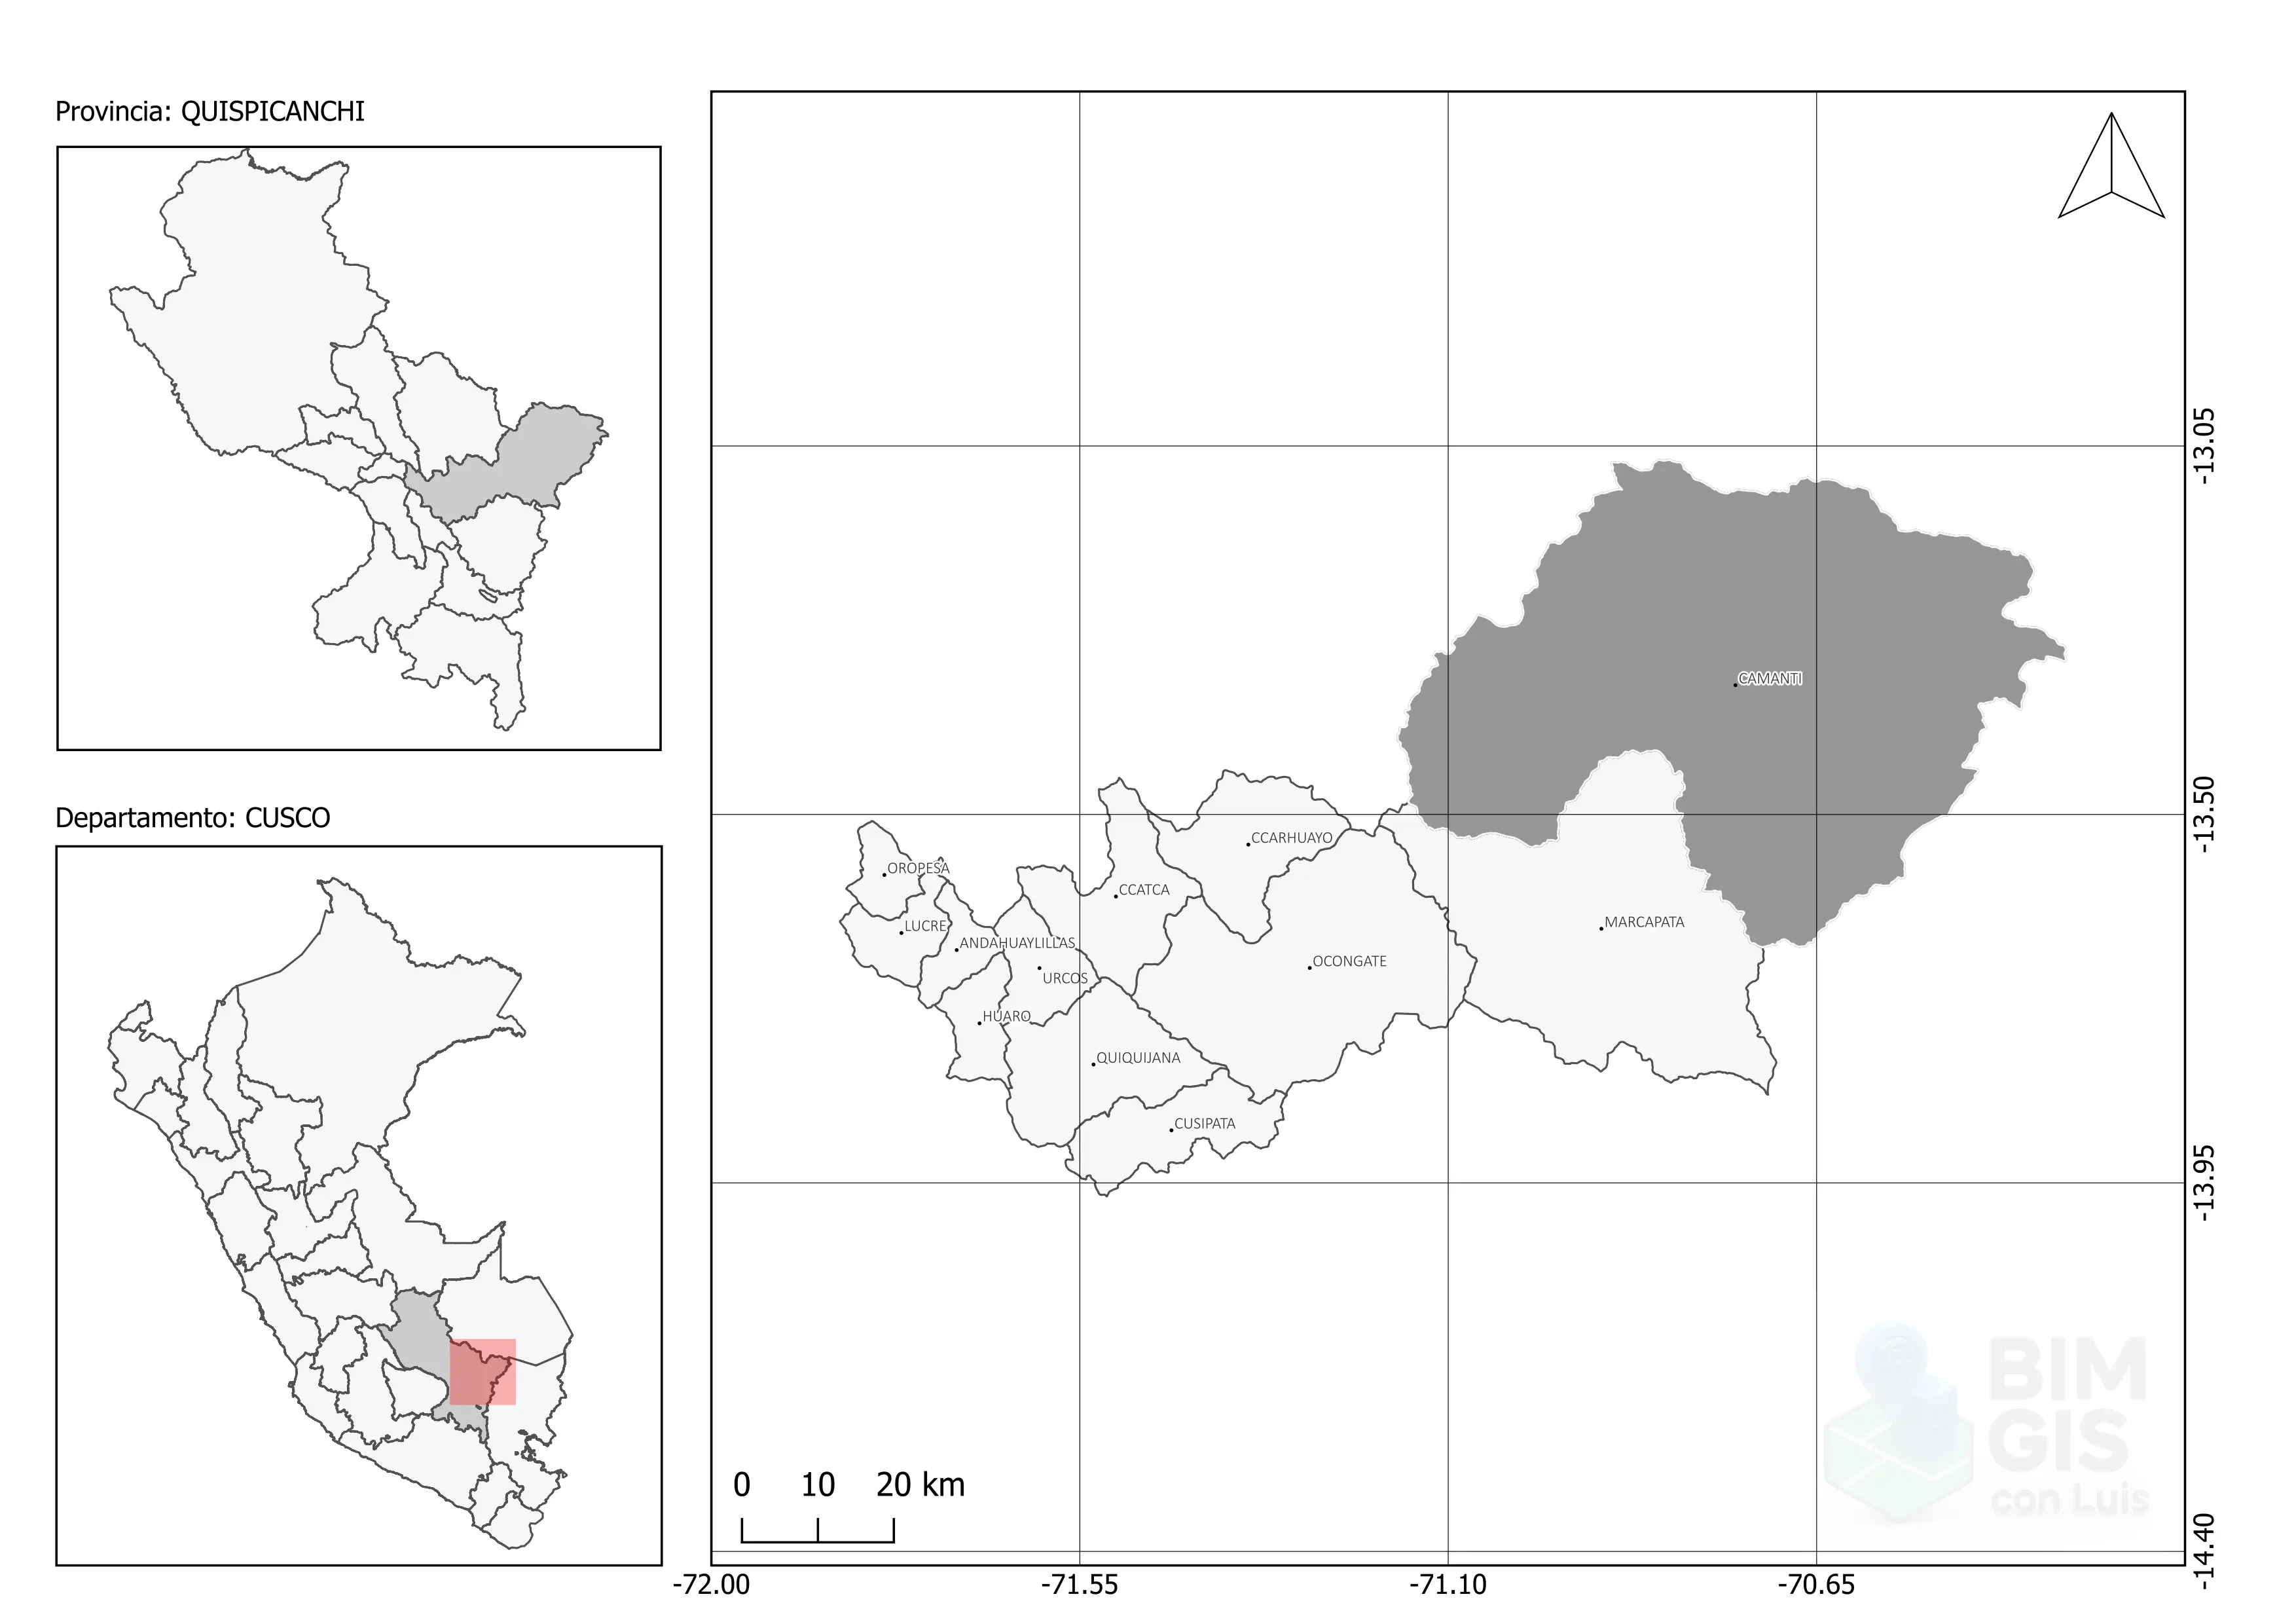 Provincia: QUISPICANCHI
Departamento: CUSCO
CAMANTI
CCARHUAYO
OROPESA
CCATCA
LUCRE
MARCAPATA
ANDAHUAYLILLAS
OCONGATE
URCOS
HUARO
QUIQUIJANA
CUSIPATA
BIM
GIS
con Luis
0 10 20 km
-13.05
-13.50
-13.95
-14.40
-72.00 -71.55 -71.10 -70.65